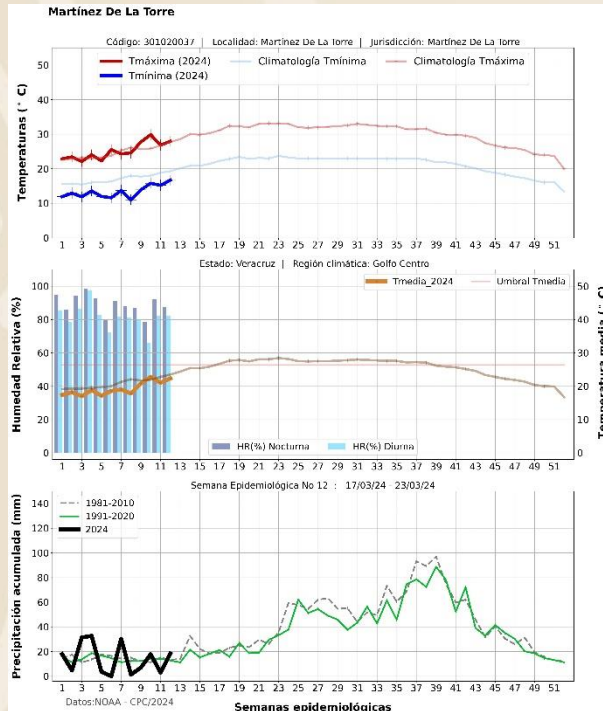 Martínez De La Torre
Código: 301020037 | Localidad: Martínez De La Torre | Jurisdicción: Martínez De La Torre
Tmáxima (2024)
Tmínima (2024)
Climatología Tmínima
Climatología Tmáxima
Temperaturas (° C)
50
40
30
20
10
0
1 3 5 7 9 11 13 15 17 19 21 23 25 27 29 31 33 35 37 39 41 43 45 47 49 51
Estado: Veracruz | Región climática: Golfo Centro
Tmedia_2024
Umbral Tmedia
Humedad Relativa (%)
100
80
60
40
20
0
Temperatura media (° C)
50
40
30
20
10
0
HR(%) Nocturna
HR(%) Diurna
1 3 5 7 9 11 13 15 17 19 21 23 25 27 29 31 33 35 37 39 41 43 45 47 49 51
Semana Epidemiológica No 12 : 17/03/24 - 23/03/24
1981-2010
1991-2020
2024
Precipitación acumulada (mm)
140
120
100
80
60
40
20
0
1 3 5 7 9 11 13 15 17 19 21 23 25 27 29 31 33 35 37 39 41 43 45 47 49 51
Datos:NOAA - CPC/2024
Semanas epidemiológicas